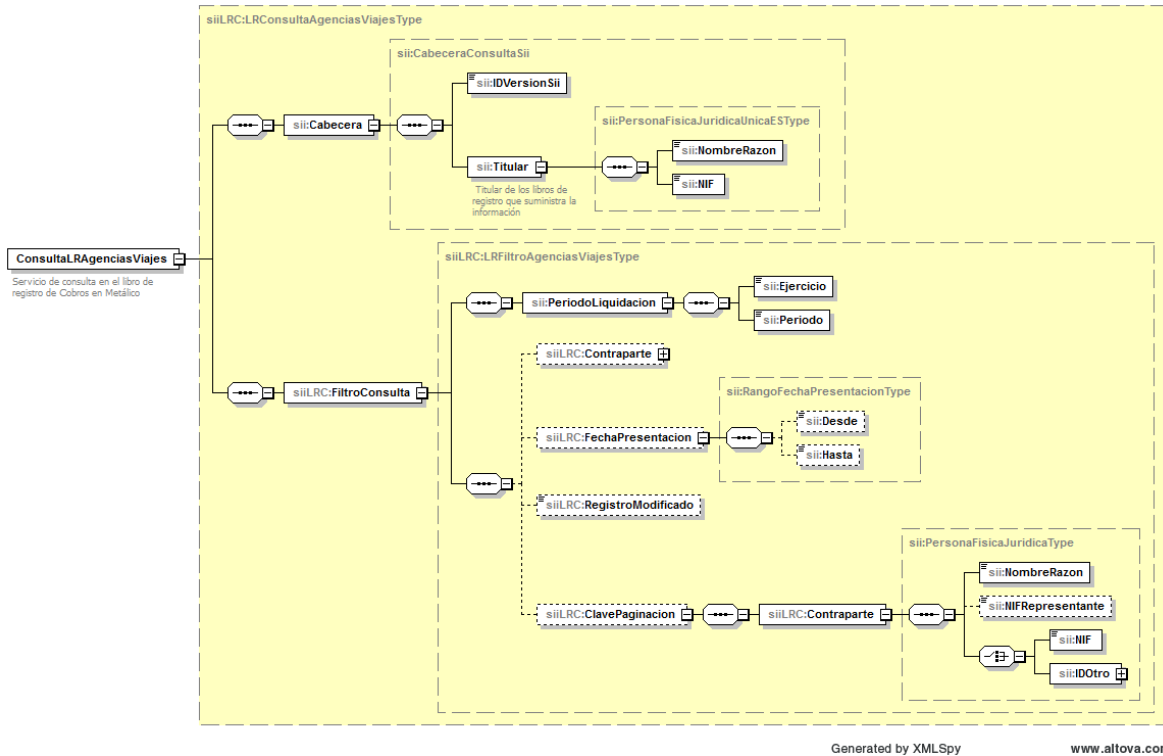 siiLRC:LRConsultaAgenciasViajesType
sii:CabeceraConsultaSii
sii:IDVersionSii
sii:PersonaFisicaJuridicaUnicaESType
sii:Cabecera
sii:NombreRazon
sii:Titular
sii:NIF
Titular de los libros de
registro que suministra la
información
ConsultaLRAgenciasViajes
Servicio de consulta en el libro de
registro de Cobros en Metálico
siiLRC:LRFiltroAgenciasViajesType
sii:PeriodoLiquidacion
sii:Ejercicio
sii:Periodo
siiLRC:Contraparte
siiLRC:FiltroConsulta
sii:RangoFechaPresentacionType
siiLRC:FechaPresentacion
sii:Desde
sii:Hasta
siiLRC:RegistroModificado
sii:PersonaFisicaJuridicaType
sii:NombreRazon
siiLRC:ClavePaginacion
siiLRC:Contraparte
sii:NIFRepresentante
sii:NIF
sii:IDOtro
Generated by XMLSpy
www.altova.co